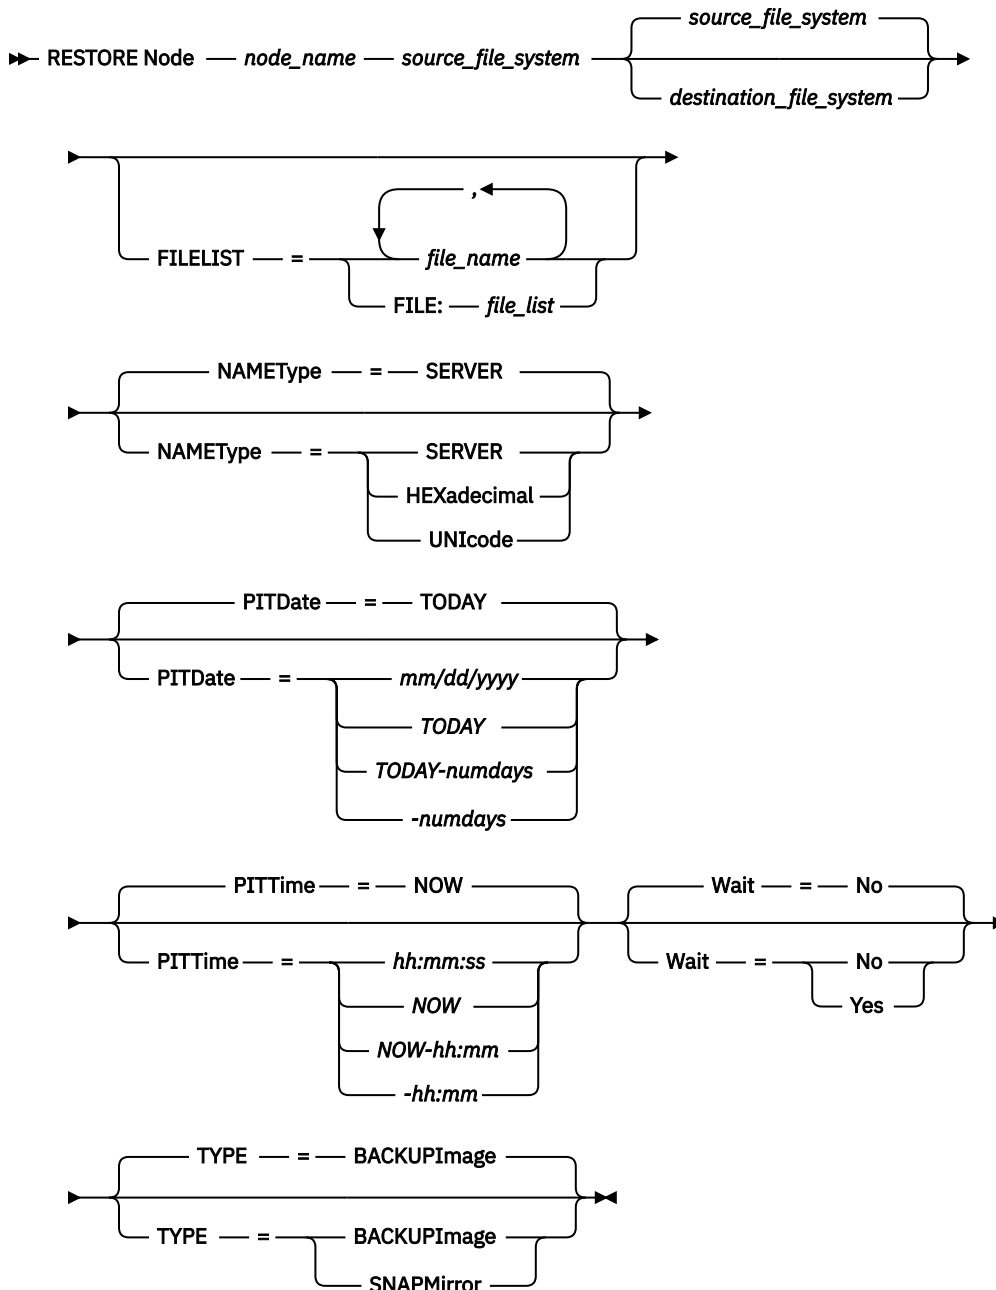 source_file_system
RESTORE Node node_name source_file_system
destination_file_system
,
FILELIST = file_name
FILE: file_list
NAMEType = SERVER
NAMEType = SERVER
HEXadecimal
UNIcode
PITDate = TODAY
PITDate = mm/dd/yyyy
TODAY
TODAY-numdays
-numdays
PITTime = NOW Wait = No
PITTime = hh:mm:ss Wait = No
NOW Yes
NOW-hh:mm
-hh:mm
TYPE = BACKUPImage
TYPE = BACKUPImage
SNAPMirror